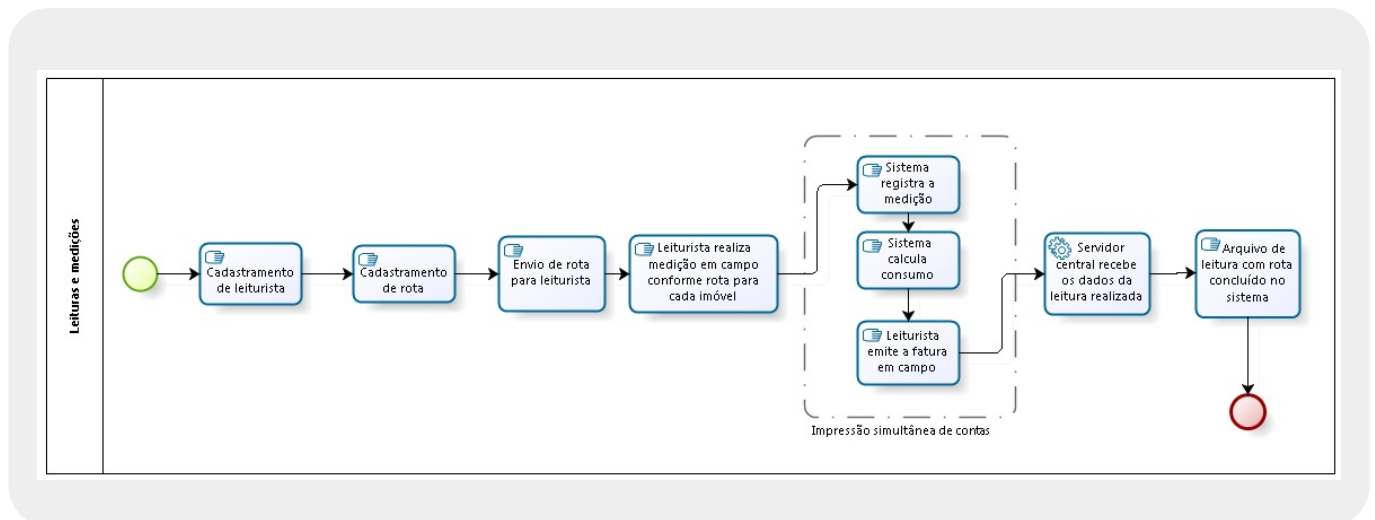 Leituras e medições
Cadastramento
de leiturista
Cadastramento
de rota
Envio de rota
para leiturista
Leiturista realiza
medição em campo
conforme rota para
cada imóvel
Sistema
registra a
medição
Sistema
calcula
consumo
Leiturista
emite a fatura
em campo
Impressão simultânea de contas
Servidor
central recebe
os dados da
leitura realizada
Arquivo de
leitura com rota
concluído no
sistema